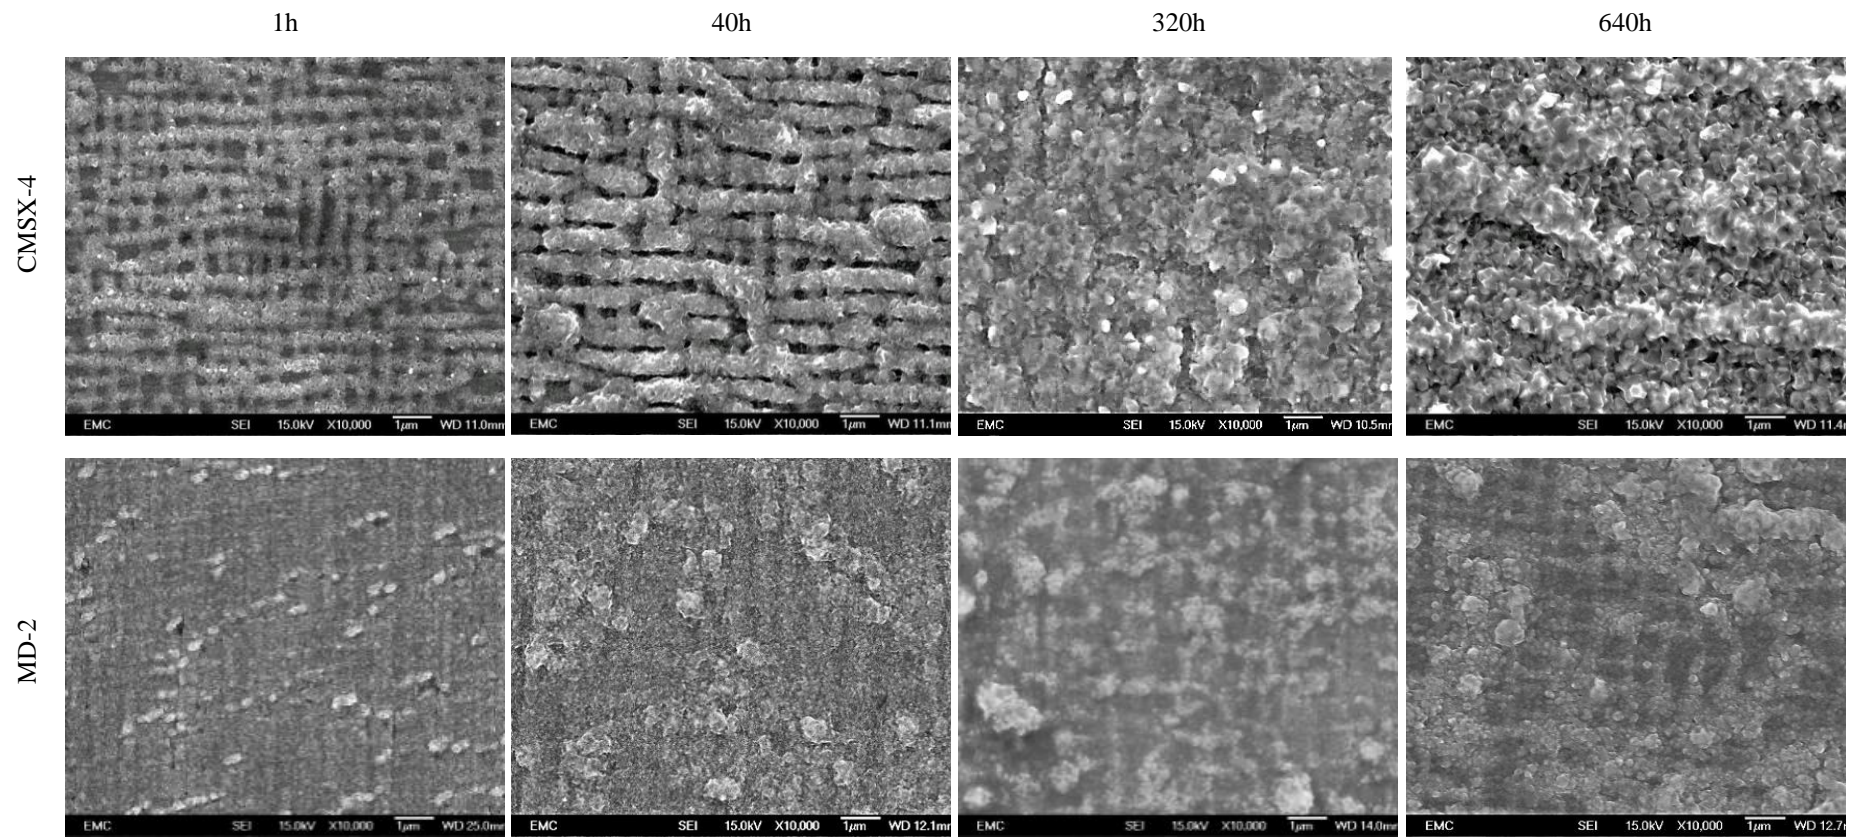 1h 40h 320h 640h
CMSX-4
EMC SEI 15.0kV X10,000 1µm WD 11.0mm
EMC SEI 15.0kV X10,000 1µm WD 11.1mm
EMC SEI 15.0kV X10,000 1µm WD 10.5mm
EMC SEI 15.0kV X10,000 1µm WD 11.4
MD-2
EMC SEI 15.0kV X10,000 1µm WD 25.0mm
EMC SEI 15.0kV X10,000 1µm WD 12.1mm
EMC SEI 15.0kV X10,000 1µm WD 14.0mm
EMC SEI 15.0kV X10,000 1µm WD 12.7